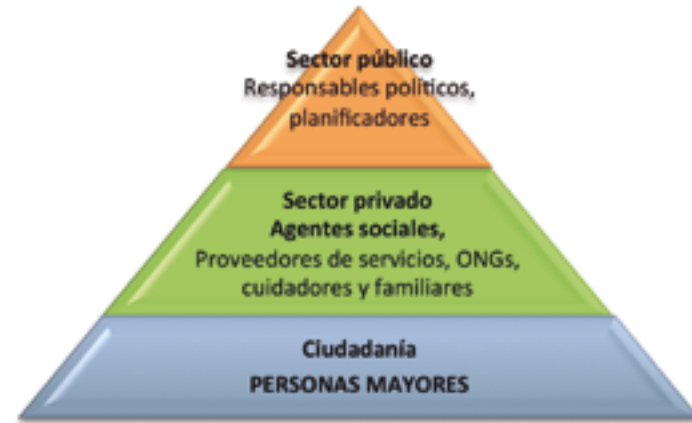 Sector público
Responsables políticos,
planificadores
Sector privado
Agentes sociales,
Proveedores de servicios, ONGs,
cuidadores y familiares
Ciudadanía
PERSONAS MAYORES